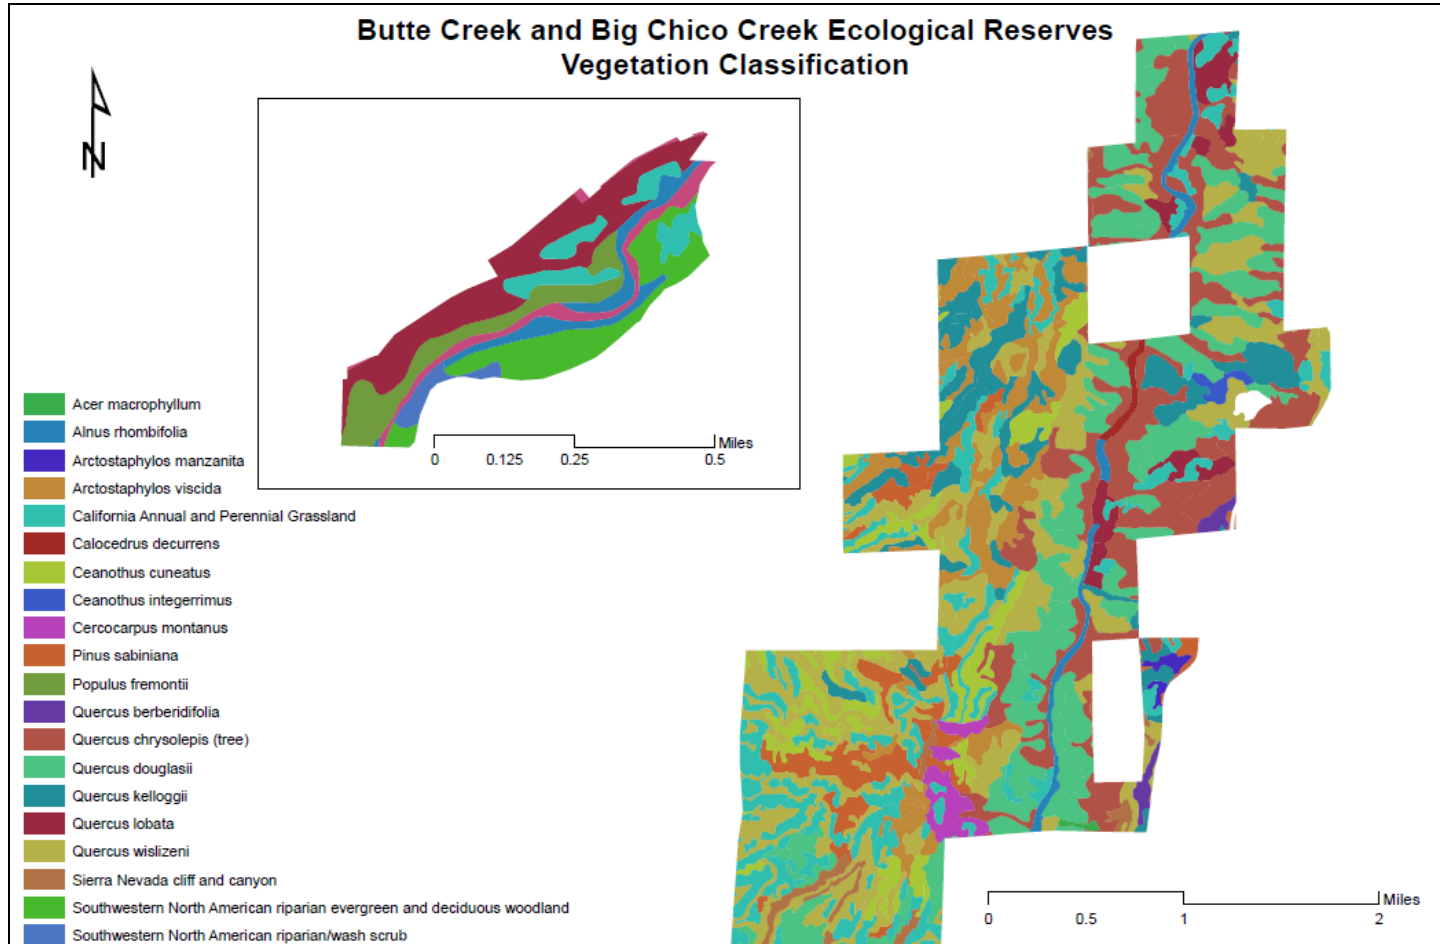 Butte Creek and Big Chico Creek Ecological Reserves
Vegetation Classification
N
Miles
0 0.125 0.25 0.5
Acer macrophyllum
Alnus rhombifolia
Arctostaphylos manzanita
Arctostaphylos viscida
California Annual and Perennial Grassland
Calocedrus decurrens
Ceanothus cuneatus
Ceanothus integerrimus
Cercocarpus montanus
Pinus sabiniana
Populus fremontii
Quercus berberidifolia
Quercus chrysolepis (tree)
Quercus douglasii
Quercus kelloggii
Quercus lobata
Quercus wislizeni
Sierra Nevada cliff and canyon
Southwestern North American riparian evergreen and deciduous woodland
Southwestern North American riparian/wash scrub
Miles
0 0.5 1 2